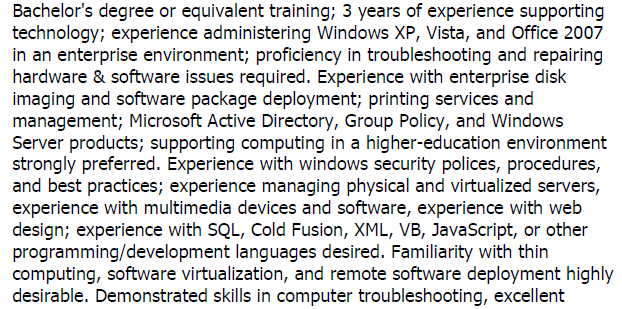 Bachelor's degree or equivalent training; 3 years of experience supporting
technology; experience administering Windows XP, Vista, and Office 2007
in an enterprise environment; proficiency in troubleshooting and repairing
hardware & software issues required. Experience with enterprise disk
imaging and software package deployment; printing services and
management; Microsoft Active Directory, Group Policy, and Windows
Server products; supporting computing in a higher-education environment
strongly preferred. Experience with windows security polices, procedures,
and best practices; experience managing physical and virtualized servers,
experience with multimedia devices and software, experience with web
design; experience with SQL, Cold Fusion, XML, VB, JavaScript, or other
programming/development languages desired. Familiarity with thin
computing, software virtualization, and remote software deployment highly
desirable. Demonstrated skills in computer troubleshooting, excellent